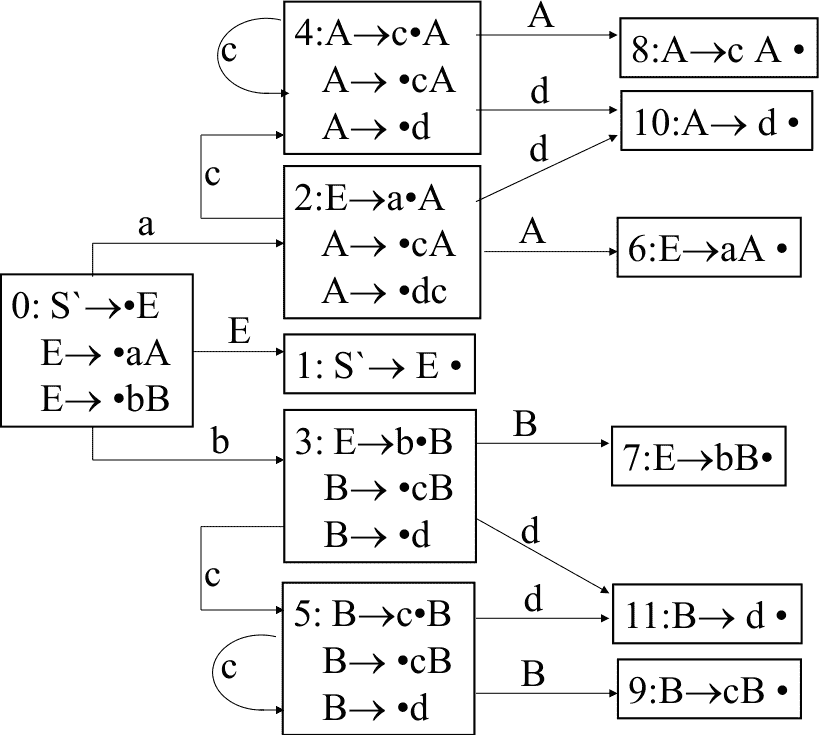 4:A→c•A
A→ •cA
A→ •d
c
A
8:A→c A •
d
10:A→ d •
d
c
2:E→a•A
A→ •cA
A→ •dc
A
6:E→aA •
a
0: S`→•E
E→ •aA
E→ •bB
E
1: S`→ E •
b
3: E→b•B
B→ •cB
B→ •d
B
7:E→bB•
d
c
5: B→c•B
B→ •cB
B→ •d
c
d
11:B→ d •
B
9:B→cB •